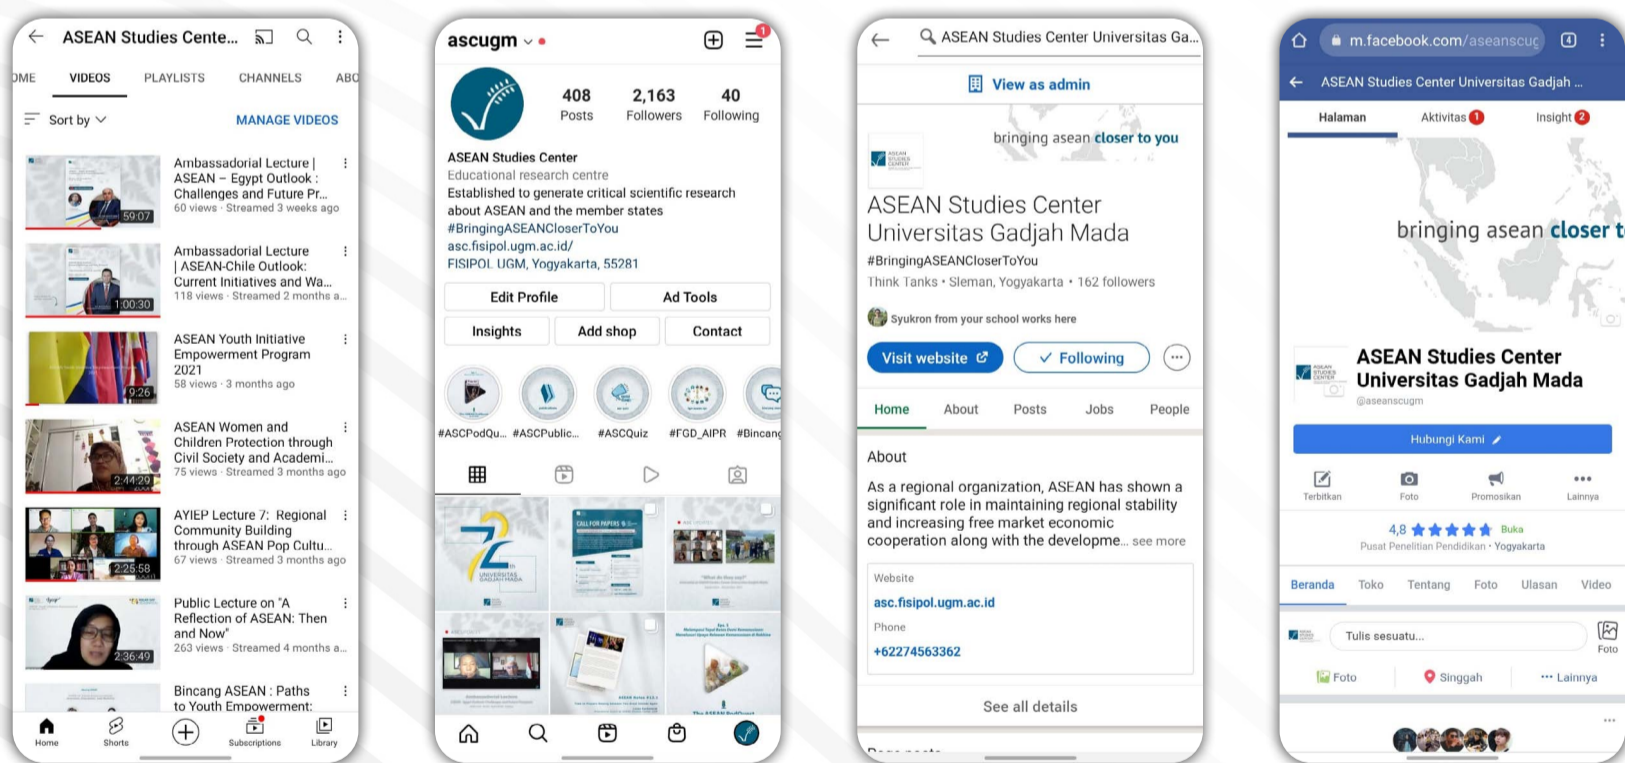 ASEAN Studies Cente...
OME VIDEOS PLAYLISTS CHANNELS ABO
Sort by
MANAGE VIDEOS
Ambassadorial Lecture |
ASEAN – Egypt Outlook :
Challenges and Future Pr...
60 views · Streamed 3 weeks ago
59:07
Ambassadorial Lecture
| ASEAN-Chile Outlook:
Current Initiatives and Wa...
118 views · Streamed 2 months a...
1:00:30
ASEAN Youth Initiative
Empowerment Program
2021
58 views · 3 months ago
9:26
ASEAN Women and
Children Protection through
Civil Society and Academi...
75 views · Streamed 3 months ago
2:44:29
AYIEP Lecture 7: Regional
Community Building
through ASEAN Pop Cultu...
67 views · Streamed 3 months ago
2:25:58
Public Lecture on "A
Reflection of ASEAN: Then
and Now"
263 views · Streamed 4 months a...
2:36:49
Bincang ASEAN : Paths
to Youth Empowerment:
Home Shorts Subscriptions Library
ascugm
1
408 2,163 40
Posts Followers Following
ASEAN Studies Center
Educational research centre
Established to generate critical scientific research
about ASEAN and the member states
#BringingASEANCloserToYou
asc.fisipol.ugm.ac.id/
FISIPOL UGM, Yogyakarta, 55281
Edit Profile Ad Tools
Insights Add shop Contact
#ASCPodQu... #ASCPublic... #ASCQuiz #FGD_AIPR #Bincang
72
UNIVERSITAS
GADJAH MADA
CALL FOR PAPERS
ASEAN Studies Center Universitas Ga...
View as admin
bringing asean closer to you
ASEAN
STUDIES
CENTER
ASEAN Studies Center
Universitas Gadjah Mada
#BringingASEANCloserToYou
Think Tanks • Sleman, Yogyakarta • 162 followers
Syukron from your school works here
Visit website Following
Home About Posts Jobs People
About
As a regional organization, ASEAN has shown a
significant role in maintaining regional stability
and increasing free market economic
cooperation along with the developme... see more
Website
asc.fisipol.ugm.ac.id
Phone
+62274563362
See all details
m.facebook.com/aseanscug
4
ASEAN Studies Center Universitas Gadjah ...
Halaman Aktivitas 1 Insight 2
bringing asean closer t
ASEAN Studies Center
Universitas Gadjah Mada
@aseanscugm
Hubungi Kami
Terbitkan Foto Promosikan Lainnya
4,8 Buka
Pusat Penelitian Pendidikan • Yogyakarta
Beranda Toko Tentang Foto Ulasan Video
Tulis sesuatu...
Foto
Foto Singgah Lainnya